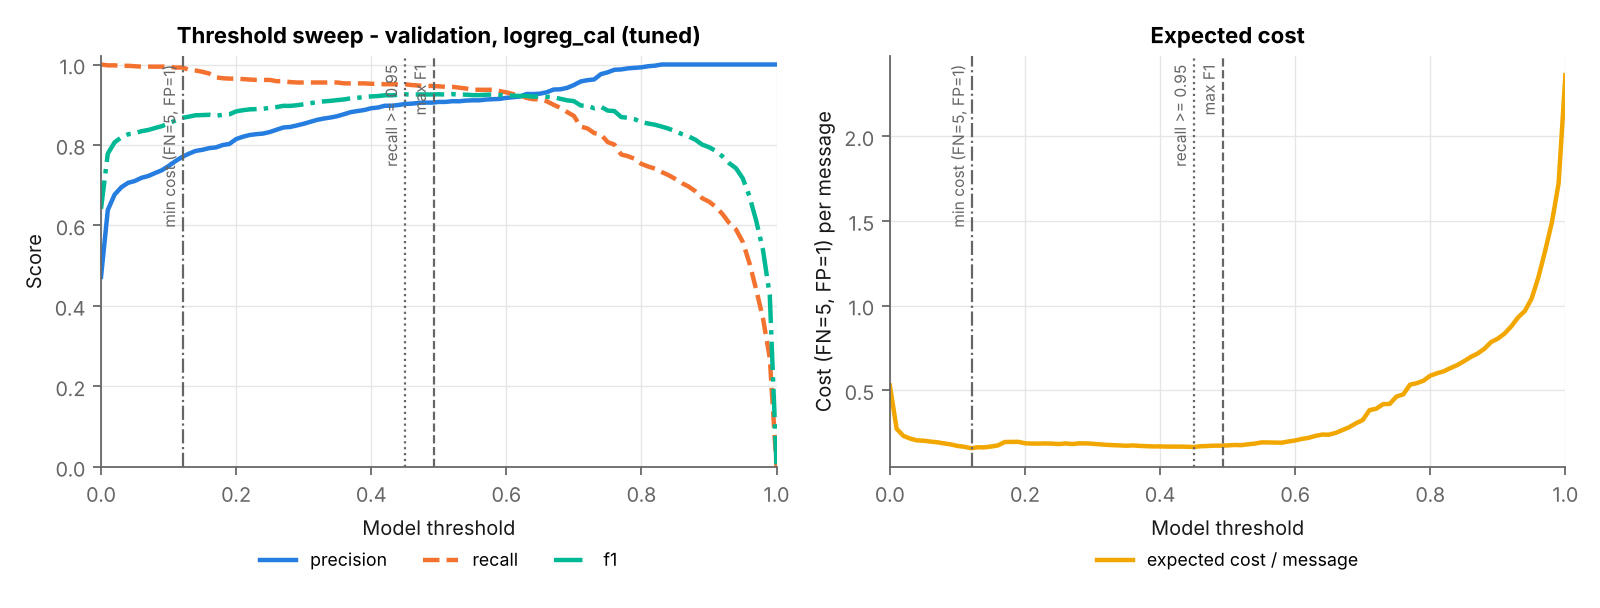 Threshold sweep - validation, logreg_cal (tuned)
Score
1.0
0.8
0.6
0.4
0.2
0.0
min cost (FN=5, FP=1)
recall >= 0.95
max F1
0.0 0.2 0.4 0.6 0.8 1.0
Model threshold
precision recall f1
Expected cost
Cost (FN=5, FP=1) per message
2.0
1.5
1.0
0.5
min cost (FN=5, FP=1)
recall >= 0.95
max F1
0.0 0.2 0.4 0.6 0.8 1.0
Model threshold
expected cost / message